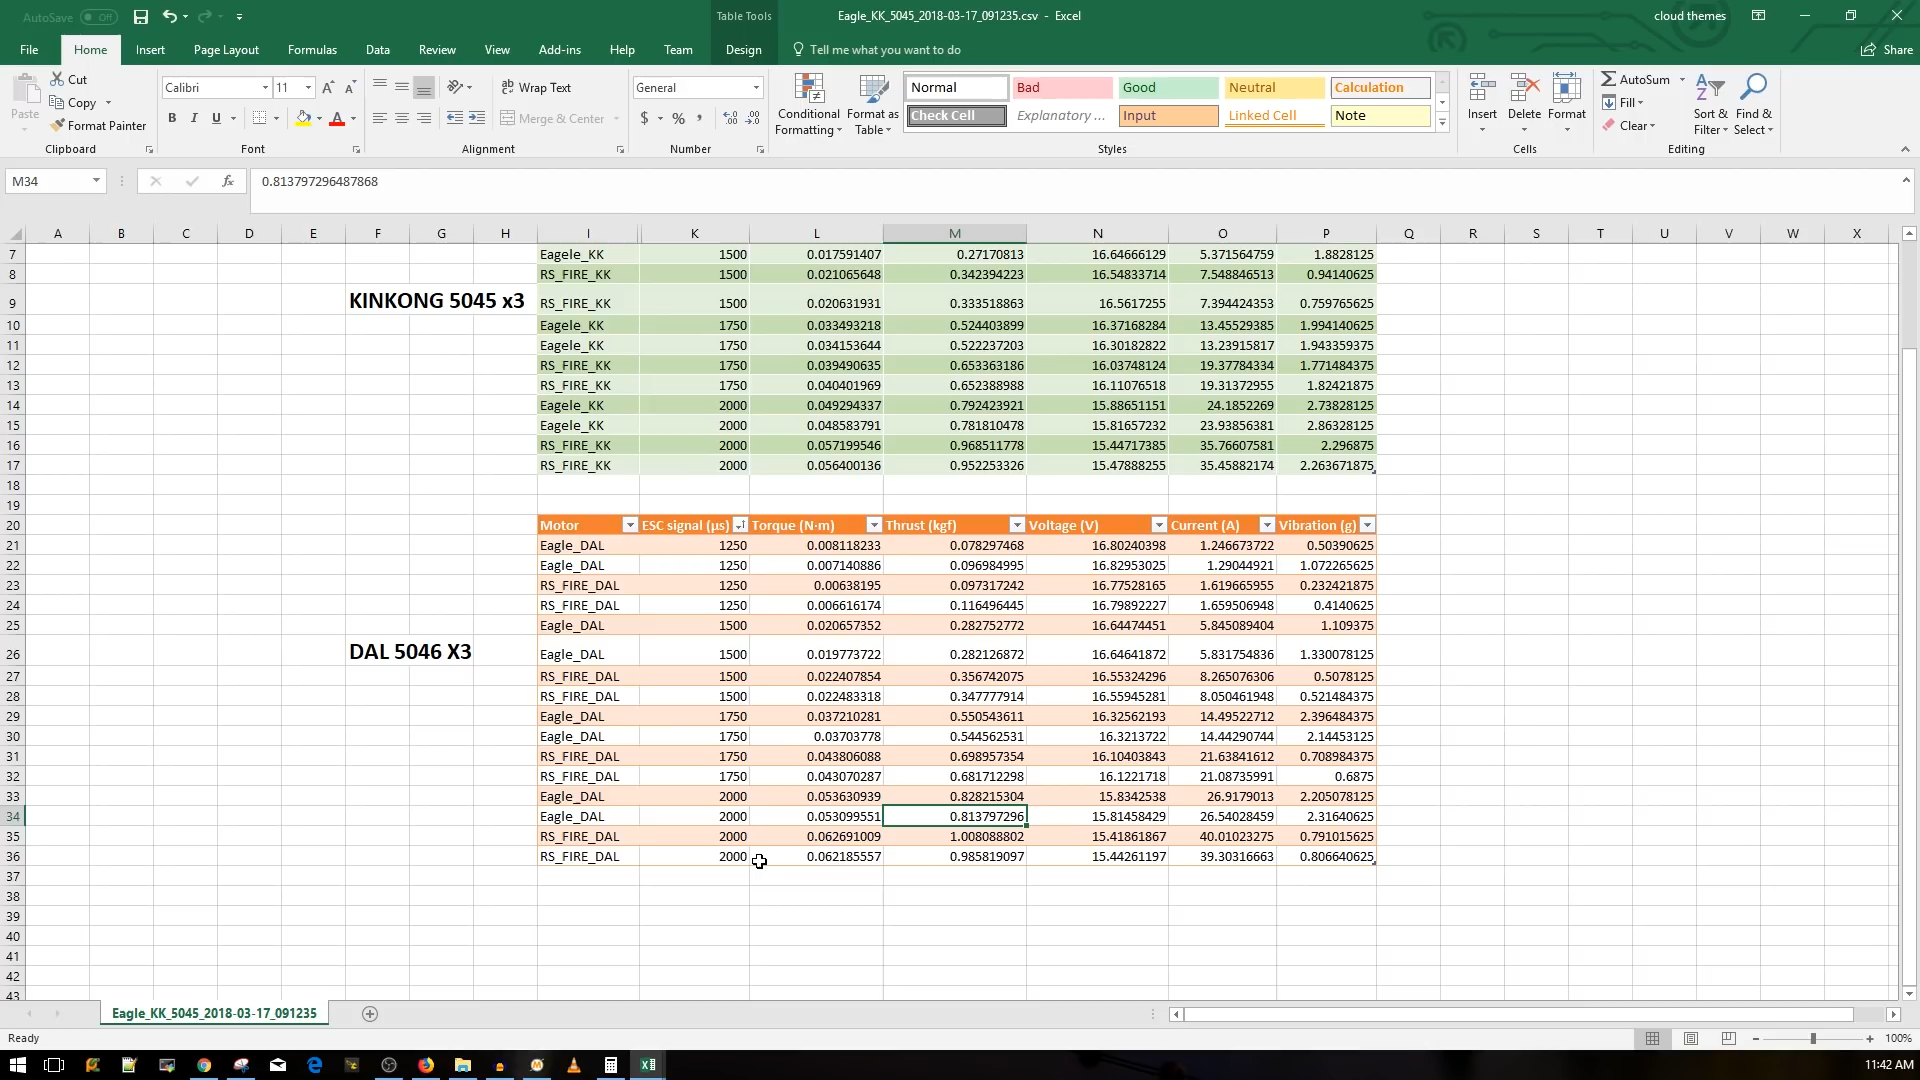 AutoSave Off
Table Tools
Eagle_KK_5045_2018-03-17_091235.csv - Excel
cloud themes
File Home Insert Page Layout Formulas Data Review View Add-ins Help Team Design Tell me what you want to do Share
Paste
Cut
Copy
Format Painter
Clipboard
Calibri 11
B I U
Font
Wrap Text
Merge & Center
Alignment
General
$ %
Number
Conditional Formatting
Format as Table
Normal Bad Good Neutral Calculation
Check Cell Explanatory ... Input Linked Cell Note
Styles
Insert Delete Format
Cells
AutoSum
Fill
Clear
Sort & Filter
Find & Select
Editing
M34 fx 0.813797296487868
A B C D E F G H I K L M N O P Q R S T U V W X
7 Eagele_KK 1500 0.017591407 0.27170813 16.64666129 5.371564759 1.8828125
8 RS_FIRE_KK 1500 0.021065648 0.342394223 16.54833714 7.548846513 0.94140625
9 KINKONG 5045 x3 RS_FIRE_KK 1500 0.020631931 0.333518863 16.5617255 7.394424353 0.759765625
10 Eagele_KK 1750 0.033493218 0.524403899 16.37168284 13.45529385 1.994140625
11 Eagele_KK 1750 0.034153644 0.522237203 16.30182822 13.23915817 1.943359375
12 RS_FIRE_KK 1750 0.039490635 0.653363186 16.03748124 19.37784334 1.771484375
13 RS_FIRE_KK 1750 0.040401969 0.652388988 16.11076518 19.31372955 1.82421875
14 Eagele_KK 2000 0.049294337 0.792423921 15.88651151 24.1852269 2.73828125
15 Eagele_KK 2000 0.048583791 0.781810478 15.81657232 23.93856381 2.86328125
16 RS_FIRE_KK 2000 0.057199546 0.968511778 15.44717385 35.76607581 2.296875
17 RS_FIRE_KK 2000 0.056400136 0.952253326 15.47888255 35.45882174 2.263671875
18
19
20 Motor ESC signal (µs) Torque (N·m) Thrust (kgf) Voltage (V) Current (A) Vibration (g)
21 Eagle_DAL 1250 0.008118233 0.078297468 16.80240398 1.246673722 0.50390625
22 Eagle_DAL 1250 0.007140886 0.096984995 16.82953025 1.29044921 1.072265625
23 RS_FIRE_DAL 1250 0.00638195 0.097317242 16.77528165 1.619665955 0.232421875
24 RS_FIRE_DAL 1250 0.006616174 0.116496445 16.79892227 1.659506948 0.4140625
25 Eagle_DAL 1500 0.020657352 0.282752772 16.64474451 5.845089404 1.109375
26 DAL 5046 X3 Eagle_DAL 1500 0.019773722 0.282126872 16.64641872 5.831754836 1.330078125
27 RS_FIRE_DAL 1500 0.022407854 0.356742075 16.55324296 8.265076306 0.5078125
28 RS_FIRE_DAL 1500 0.022483318 0.347777914 16.55945281 8.050461948 0.521484375
29 Eagle_DAL 1750 0.037210281 0.550543611 16.32562193 14.49522712 2.396484375
30 Eagle_DAL 1750 0.03703778 0.544562531 16.3213722 14.44290744 2.14453125
31 RS_FIRE_DAL 1750 0.043806088 0.698957354 16.10403843 21.63841612 0.708984375
32 RS_FIRE_DAL 1750 0.043070287 0.681712298 16.1221718 21.08735991 0.6875
33 Eagle_DAL 2000 0.053630939 0.828215304 15.8342538 26.9179013 2.205078125
34 Eagle_DAL 2000 0.053099551 0.813797296 15.81458429 26.54028459 2.31640625
35 RS_FIRE_DAL 2000 0.062691009 1.008088802 15.41861867 40.01023275 0.791015625
36 RS_FIRE_DAL 2000 0.062185557 0.985819097 15.44261197 39.30316663 0.806640625
37
38
39
40
41
42
43
Eagle_KK_5045_2018-03-17_091235
Ready
100%
11:42 AM